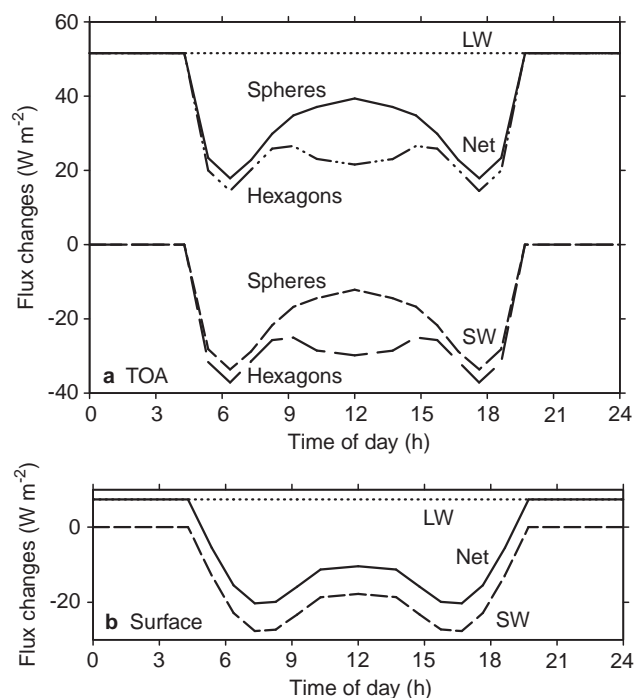 60
40
20
0
-20
-40
Flux changes (W m⁻²)
LW
Spheres
Net
Hexagons
Spheres
SW
Hexagons
a TOA
0 3 6 9 12 15 18 21 24
Time of day (h)
0
-20
Flux changes (W m⁻²)
LW
Net
SW
b Surface
0 3 6 9 12 15 18 21 24
Time of day (h)